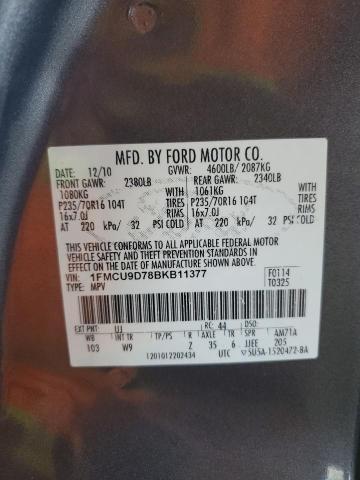 MFD. BY FORD MOTOR CO.
DATE: 12/10 GVWR: 4600LB/ 2087KG
FRONT GAWR: 2380LB REAR GAWR: 2340LB
1080KG WITH 1061KG WITH
P235/70R16 104T TIRES P235/70R16 104T TIRES
16x7.0J RIMS 16x7.0J RIMS
AT 220 kPa/ 32 PSI COLD AT 220 kPa/ 32 PSI COLD
THIS VEHICLE CONFORMS TO ALL APPLICABLE FEDERAL MOTOR VEHICLE SAFETY AND THEFT PREVENTION STANDARDS IN EFFECT ON THE DATE OF MANUFACTURE SHOWN ABOVE.
VIN: 1FMCU9D78BKB11377 F0114
TYPE: MPV T0325
EXT PNT: UJ RC: 44 DSO:
WB INT TR TP/PS R AXLE TR SPR AM71A
103 W9 2 35 6 JJEE 205
1201012202434 UTC 5U5A-1520472-BA